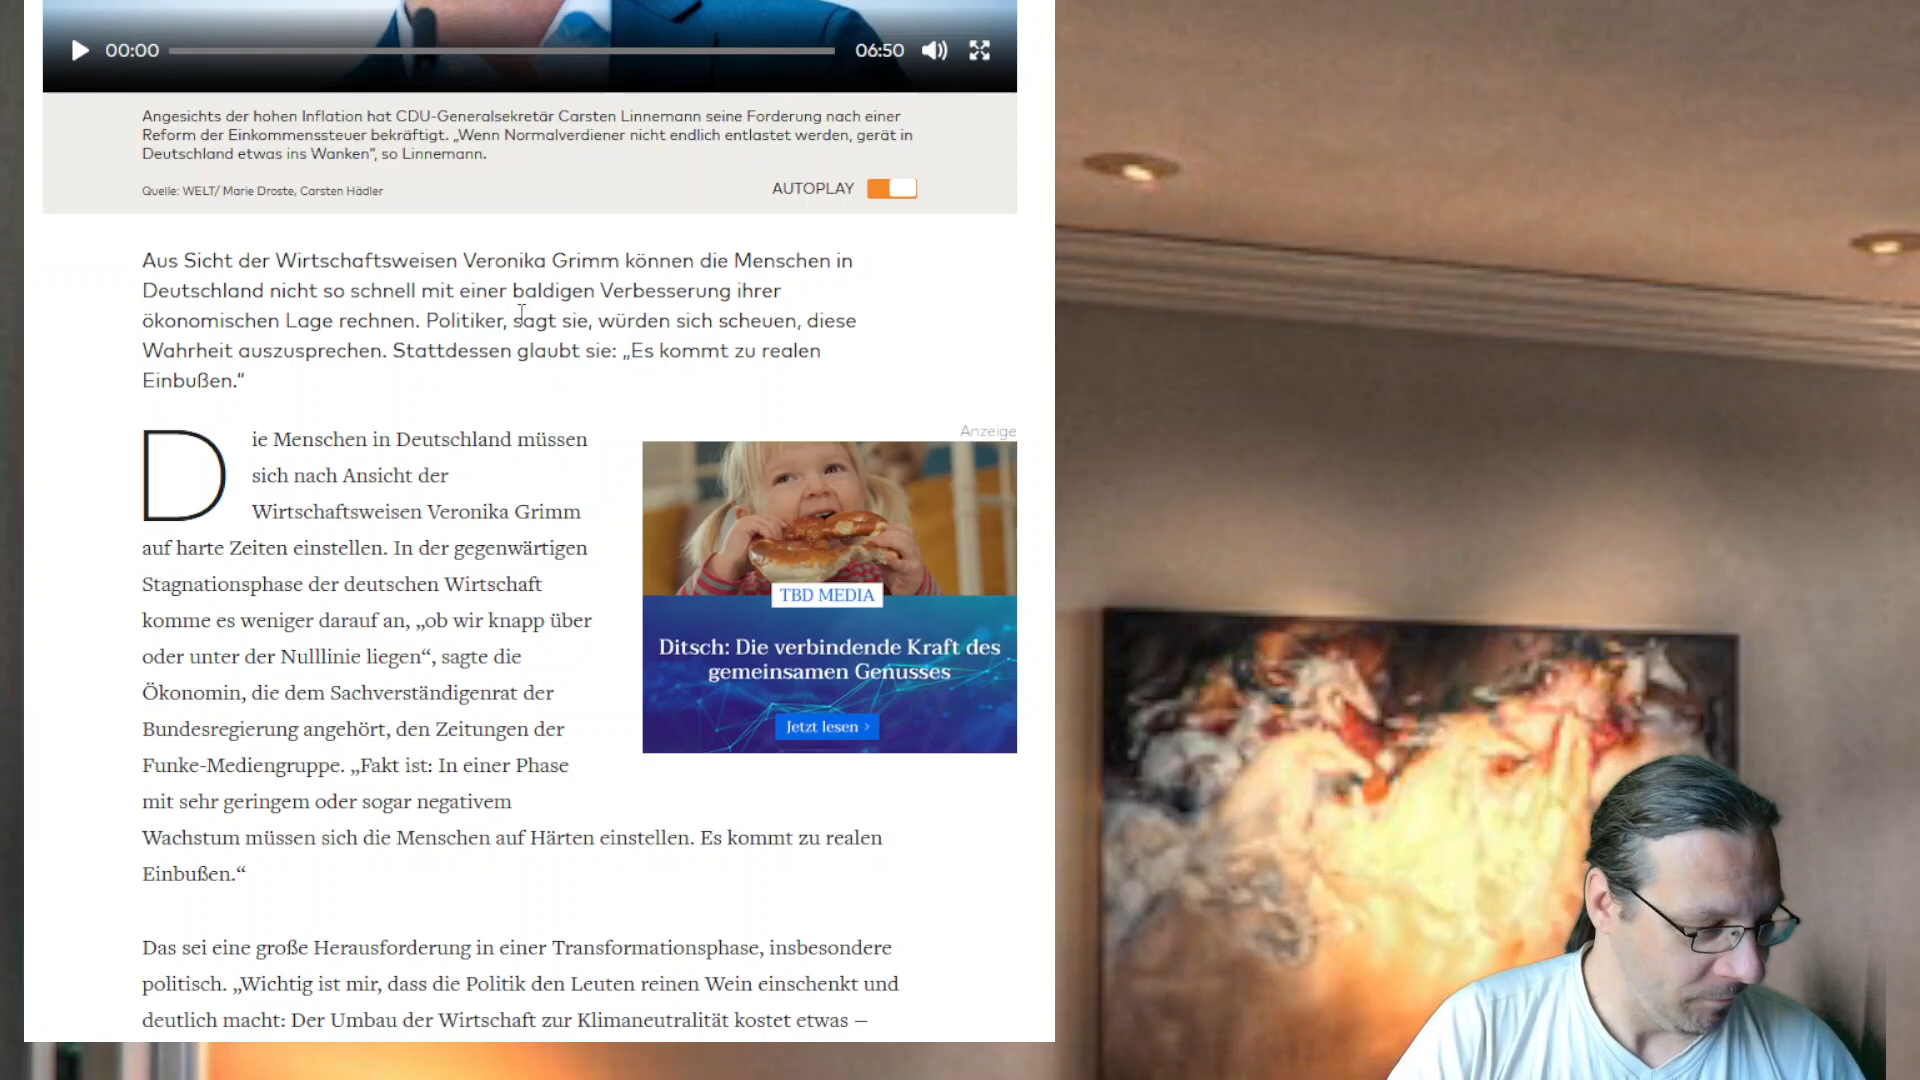 00:00
06:50
Angesichts der hohen Inflation hat CDU-Generalsekretär Carsten Linnemann seine Forderung nach einer
Reform der Einkommenssteuer bekräftigt. „Wenn Normalverdiener nicht endlich entlastet werden, gerät in
Deutschland etwas ins Wanken“, so Linnemann.
Quelle: WELT/ Marie Droste, Carsten Hädler
AUTOPLAY
Aus Sicht der Wirtschaftsweisen Veronika Grimm können die Menschen in
Deutschland nicht so schnell mit einer baldigen Verbesserung ihrer
ökonomischen Lage rechnen. Politiker, sagt sie, würden sich scheuen, diese
Wahrheit auszusprechen. Stattdessen glaubt sie: „Es kommt zu realen
Einbußen.“
Die Menschen in Deutschland müssen
sich nach Ansicht der
Wirtschaftsweisen Veronika Grimm
auf harte Zeiten einstellen. In der gegenwärtigen
Stagnationsphase der deutschen Wirtschaft
komme es weniger darauf an, „ob wir knapp über
oder unter der Nulllinie liegen“, sagte die
Ökonomin, die dem Sachverständigenrat der
Bundesregierung angehört, den Zeitungen der
Funke-Mediengruppe. „Fakt ist: In einer Phase
mit sehr geringem oder sogar negativem
Wachstum müssen sich die Menschen auf Härten einstellen. Es kommt zu realen
Einbußen.“
Anzeige
TBD MEDIA
Ditsch: Die verbindende Kraft des
gemeinsamen Genusses
Jetzt lesen >
Das sei eine große Herausforderung in einer Transformationsphase, insbesondere
politisch. „Wichtig ist mir, dass die Politik den Leuten reinen Wein einschenkt und
deutlich macht: Der Umbau der Wirtschaft zur Klimaneutralität kostet etwas –